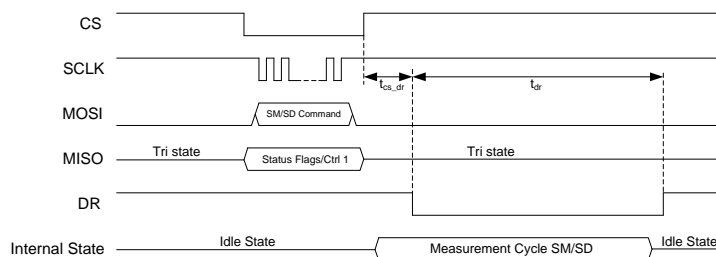 CS
SCLK
t_cs_dr t_dr
MOSI SM/SD Command
MISO Tri state Status Flags/Ctrl 1 Tri state
DR
Internal State Idle State Measurement Cycle SM/SD Idle State